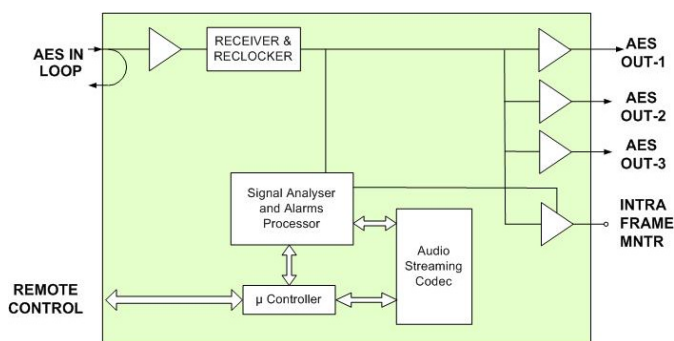 AES IN
LOOP
RECEIVER &
RECLOCKER
AES
OUT-1
AES
OUT-2
AES
OUT-3
Signal Analyser
and Alarms
Processor
INTRA
FRAME
MNTR
Audio
Streaming
Codec
REMOTE
CONTROL
µ Controller